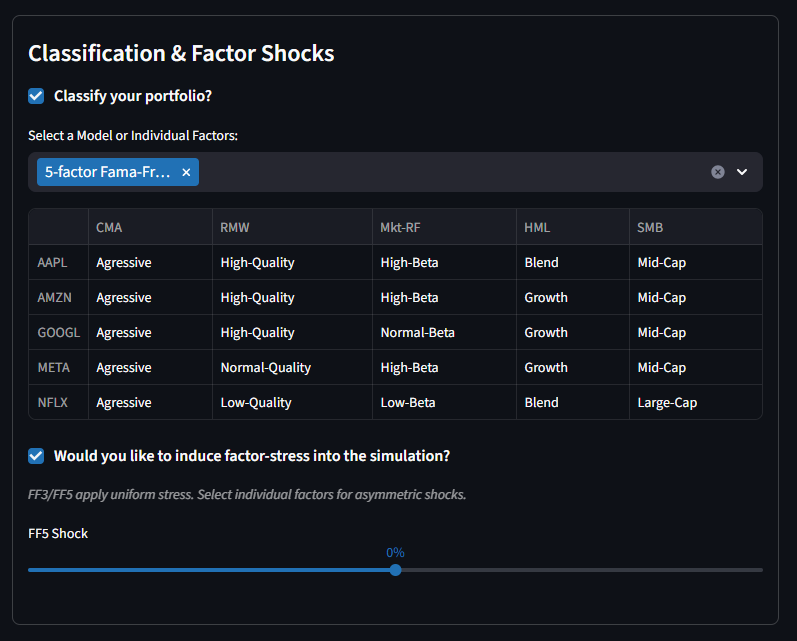 Classification & Factor Shocks
Classify your portfolio?
Select a Model or Individual Factors:
5-factor Fama-Fr...
CMA RMW Mkt-RF HML SMB
AAPL Agressive High-Quality High-Beta Blend Mid-Cap
AMZN Agressive High-Quality High-Beta Growth Mid-Cap
GOOGL Agressive High-Quality Normal-Beta Growth Mid-Cap
META Agressive Normal-Quality High-Beta Growth Mid-Cap
NFLX Agressive Low-Quality Low-Beta Blend Large-Cap
Would you like to induce factor-stress into the simulation?
FF3/FF5 apply uniform stress. Select individual factors for asymmetric shocks.
FF5 Shock
0%